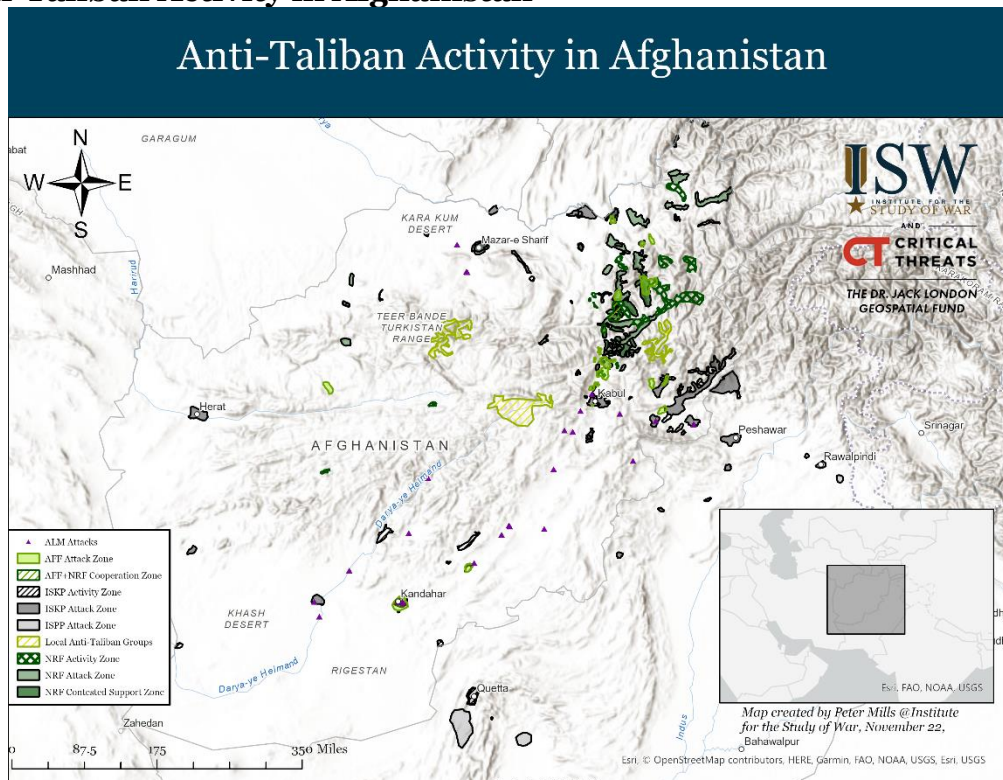 Taliban Activity in Afghanistan
Anti-Taliban Activity in Afghanistan
GARAGUM
N
W E
S
ISW
INSTITUTE FOR THE
STUDY OF WAR
AND
CT CRITICAL
THREATS
THE DR. JACK LONDON
GEOSPATIAL FUND
KARA KUM
DESERT
Mazar-e Sharif
Mashhad
Harirud
TEER BANDE
TURKISTAN
RANGE
Herat
Kabul
AFGHANISTAN
Peshawar
Srinagar
Rawalpindi
Darya-ye Helmand
ALM Attacks
AFF Attack Zone
AFF+NRF Cooperation Zone
ISKP Activity Zone
ISKP Attack Zone
ISPP Attack Zone
Local Anti-Taliban Groups
NRF Activity Zone
NRF Attack Zone
NRF Contested Support Zone
Kandahar
KHASH
DESERT
RIGESTAN
Darya-ye Helmand
Quetta
Indus
Zahedan
Esri, FAO, NOAA, USGS
Map created by Peter Mills @Institute
for the Study of War, November 22,
Bahawalpur
0 87.5 175 350 Miles
Esri, © OpenStreetMap contributors, HERE, Garmin, FAO, NOAA, USGS, Esri, USGS